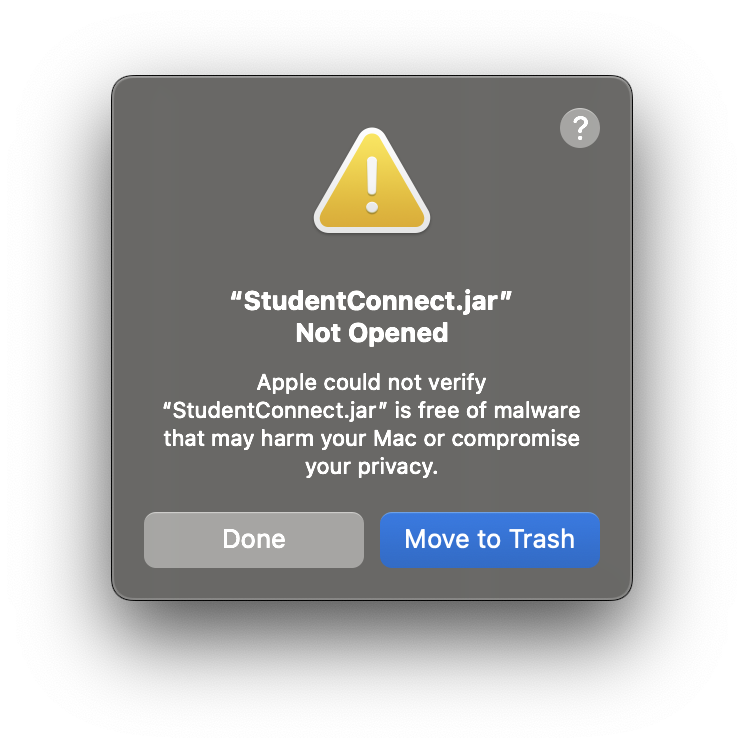 ?
“StudentConnect.jar”
Not Opened
Apple could not verify
“StudentConnect.jar” is free of malware
that may harm your Mac or compromise
your privacy.
Done Move to Trash